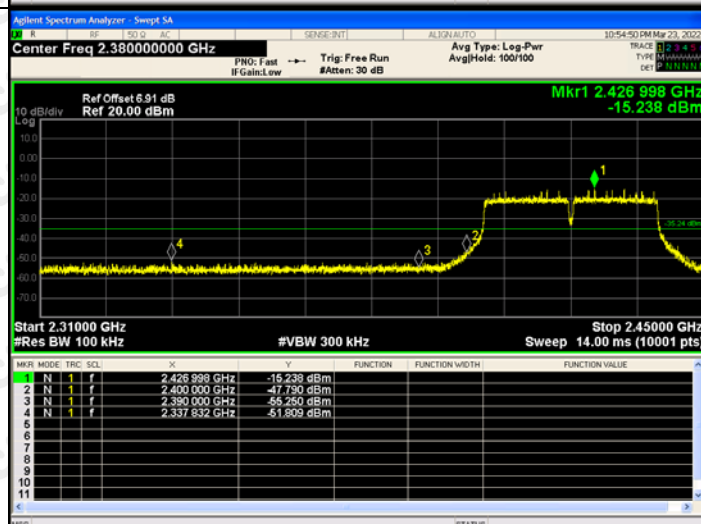 Agilent Spectrum Analyzer - Swept SA
R RF 50 Ω AC SENSE:INT ALIGN AUTO 10:54:50 PM Mar 23, 2022
Center Freq 2.380000000 GHz
PNO: Fast Trig: Free Run Avg Type: Log-Pwr TRACE 1 2 3 4 5
IFGain:Low #Atten: 30 dB Avg|Hold: 100/100 TYPE M
DET P N N N N
Mkr1 2.426 998 GHz
-15.238 dBm
Ref Offset 6.91 dB
10 dB/div Ref 20.00 dBm
Log
10.0
0.00
-10.0
-20.0
-30.0
-35.24 dBm
-40.0
-50.0
-60.0
-70.0
1
2
3
4
Start 2.31000 GHz Stop 2.45000 GHz
#Res BW 100 kHz #VBW 300 kHz Sweep 14.00 ms (10001 pts)
MKR MODE TRC SCL X Y FUNCTION FUNCTION WIDTH FUNCTION VALUE
1 N 1 f 2.426 998 GHz -15.238 dBm
2 N 1 f 2.400 000 GHz -47.790 dBm
3 N 1 f 2.390 000 GHz -55.250 dBm
4 N 1 f 2.337 832 GHz -51.809 dBm
5
6
7
8
9
10
11
MSG STATUS